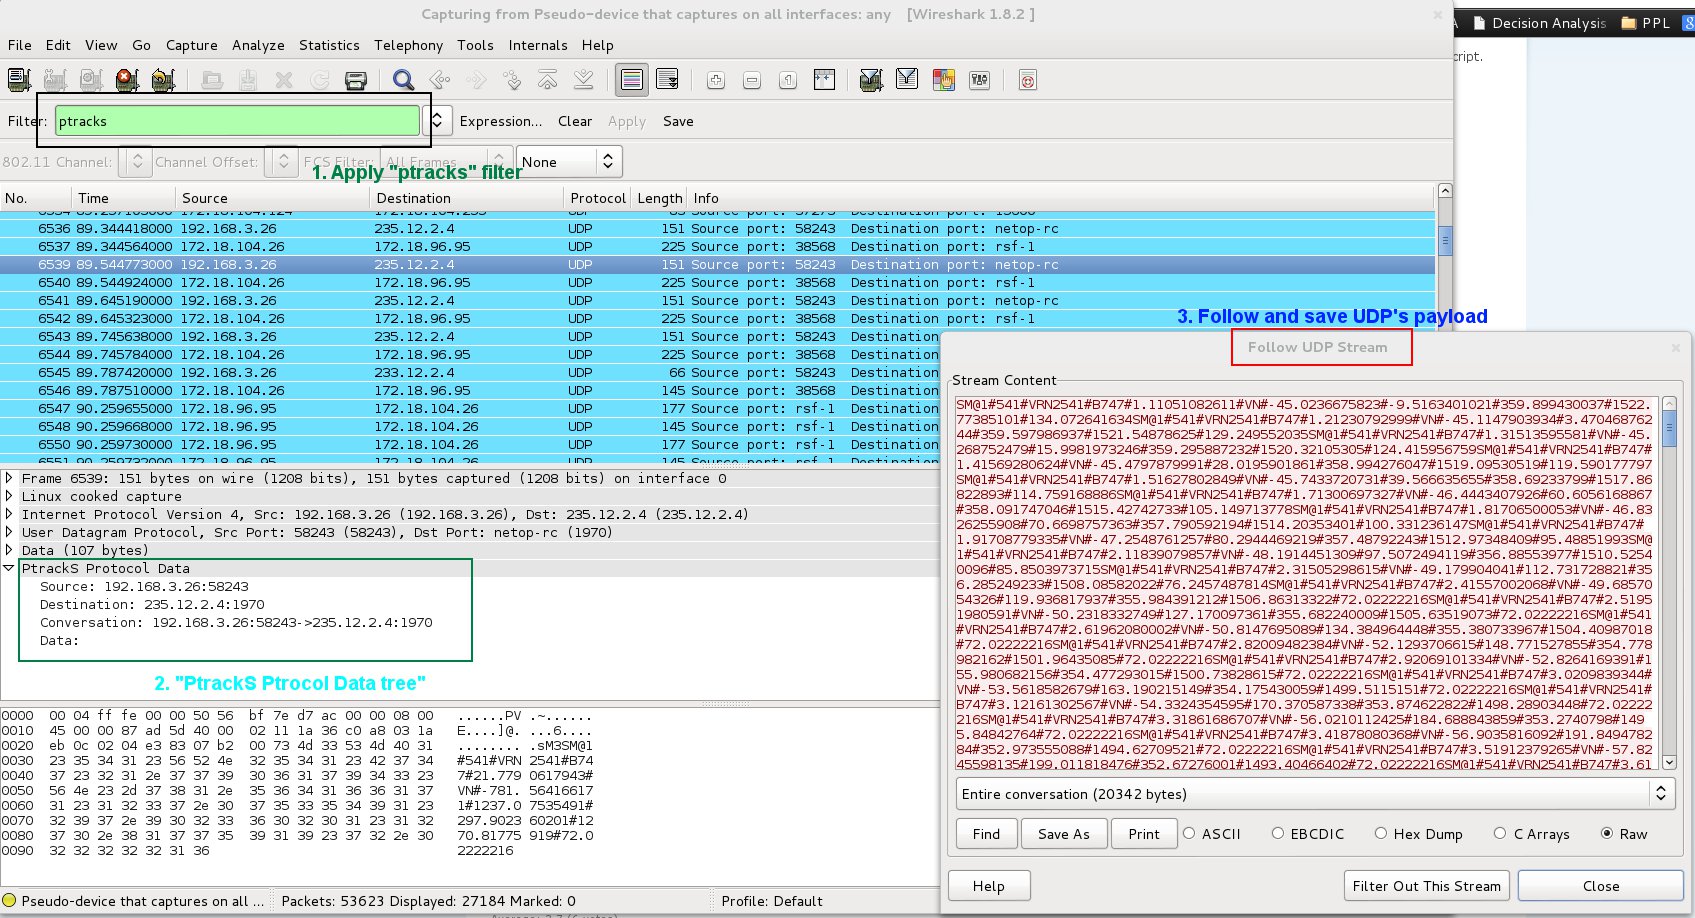 Capturing from Pseudo-device that captures on all interfaces: any [Wireshark 1.8.2 ]
Decision Analysis PPL
File Edit View Go Capture Analyze Statistics Telephony Tools Internals Help
cript.
Filter: ptracks Expression... Clear Apply Save
802.11 Channel: Channel Offset: FCS Filter: All Frames None
1. Apply "ptracks" filter
No. Time Source Destination Protocol Length Info
6536 89.344418000 192.168.3.26 235.12.2.4 UDP 151 Source port: 58243 Destination port: netop-rc
6537 89.344564000 172.18.104.26 172.18.96.95 UDP 225 Source port: 38568 Destination port: rsf-1
6539 89.544773000 192.168.3.26 235.12.2.4 UDP 151 Source port: 58243 Destination port: netop-rc
6540 89.544924000 172.18.104.26 172.18.96.95 UDP 225 Source port: 38568 Destination port: rsf-1
6541 89.645190000 192.168.3.26 235.12.2.4 UDP 151 Source port: 58243 Destination port: netop-rc
6542 89.645323000 172.18.104.26 172.18.96.95 UDP 225 Source port: 38568 Destination port: rsf-1
6543 89.745638000 192.168.3.26 235.12.2.4 UDP 151 Source port: 58243
6544 89.745784000 172.18.104.26 172.18.96.95 UDP 225 Source port: 38568
6545 89.787420000 192.168.3.26 233.12.2.4 UDP 66 Source port: 58243
6546 89.787510000 172.18.104.26 172.18.96.95 UDP 145 Source port: 38568
6547 90.259655000 172.18.96.95 172.18.104.26 UDP 177 Source port: rsf-1
6548 90.259668000 172.18.96.95 172.18.104.26 UDP 145 Source port: rsf-1
6550 90.259730000 172.18.96.95 172.18.104.26 UDP 177 Source port: rsf-1
6551 90.259732000 172.18.96.95 172.18.104.26 UDP 145 Source port: rsf-1
3. Follow and save UDP's payload
Frame 6539: 151 bytes on wire (1208 bits), 151 bytes captured (1208 bits) on interface 0
Linux cooked capture
Internet Protocol Version 4, Src: 192.168.3.26 (192.168.3.26), Dst: 235.12.2.4 (235.12.2.4)
User Datagram Protocol, Src Port: 58243 (58243), Dst Port: netop-rc (1970)
Data (107 bytes)
PtrackS Protocol Data
Source: 192.168.3.26:58243
Destination: 235.12.2.4:1970
Conversation: 192.168.3.26:58243->235.12.2.4:1970
Data:
2. "PtrackS Ptrocol Data tree"
0000 00 04 ff fe 00 00 50 56 bf 7e d7 ac 00 00 08 00 ......PV .~......
0010 45 00 00 87 ad 5d 40 00 02 11 1a 36 c0 a8 03 1a E....]@. ...6....
0020 eb 0c 02 04 e3 83 07 b2 00 73 4d 33 53 4d 40 31 ........ .sM3SM@1
0030 23 35 34 31 23 56 52 4e 32 35 34 31 23 42 37 34 #541#VRN 2541#B74
0040 37 23 32 31 2e 37 37 39 30 36 31 37 39 34 33 23 7#21.779 0617943#
0050 56 4e 23 2d 37 38 31 2e 35 36 34 31 36 36 31 37 VN#-781. 56416617
0060 31 23 31 32 33 37 2e 30 37 35 33 35 34 39 31 23 1#1237.0 7535491#
0070 32 39 37 2e 39 30 32 33 36 30 32 30 31 23 31 32 297.9023 60201#12
0080 37 30 2e 38 31 37 37 35 39 31 39 23 37 32 2e 30 70.81775 919#72.0
0090 32 32 32 32 32 31 36 2222216
Follow UDP Stream
Stream Content
SM@1#541#VRN2541#B747#1.11051082611#VN#-45.0236675823#-9.5163401021#359.899430037#1522.
77385101#134.072641634SM@1#541#VRN2541#B747#1.21230792999#VN#-45.1147903934#3.470468762
44#359.597986937#1521.54878625#129.249552035SM@1#541#VRN2541#B747#1.31513595581#VN#-45.
268752479#15.9981973246#359.295887232#1520.32105305#124.415956759SM@1#541#VRN2541#B747#
1.41569280624#VN#-45.4797879991#28.0195901861#358.994276047#1519.09530519#119.590177797
SM@1#541#VRN2541#B747#1.51627802849#VN#-45.7433720731#39.566635655#358.69233799#1517.86
822893#114.759168886SM@1#541#VRN2541#B747#1.71300697327#VN#-46.4443407926#60.6056168867
#358.091747046#1515.42742733#105.149713778SM@1#541#VRN2541#B747#1.81706500053#VN#-46.83
26255908#70.6698757363#357.790592194#1514.20353401#100.331236147SM@1#541#VRN2541#B747#
1.91708779335#VN#-47.2548761257#80.2944469219#357.48792243#1512.97348409#95.48851993SM@
1#541#VRN2541#B747#2.11839079857#VN#-48.1914451309#97.5072494119#356.88553977#1510.5254
0096#85.8503973715SM@1#541#VRN2541#B747#2.31505298615#VN#-49.179904041#112.731728821#35
6.285249233#1508.08582022#76.2457487814SM@1#541#VRN2541#B747#2.41557002068#VN#-49.68570
54326#119.936817937#355.984391212#1506.86313322#72.02222216SM@1#541#VRN2541#B747#2.5195
1980591#VN#-50.2318332749#127.170097361#355.682240009#1505.63519073#72.02222216SM@1#541
#VRN2541#B747#2.61962080002#VN#-50.8147695089#134.384964448#355.380733967#1504.40987018
#72.02222216SM@1#541#VRN2541#B747#2.82009482384#VN#-52.1293706615#148.771527855#354.778
982162#1501.96435085#72.02222216SM@1#541#VRN2541#B747#2.92069101334#VN#-52.8264169391#1
55.980682156#354.477293015#1500.73828615#72.02222216SM@1#541#VRN2541#B747#3.0209839344#
VN#-53.5618582679#163.190215149#354.175430059#1499.5115151#72.02222216SM@1#541#VRN2541#
B747#3.12161302567#VN#-54.3324354595#170.370587338#353.874622822#1498.28903448#72.02222
216SM@1#541#VRN2541#B747#3.31861686707#VN#-56.0210112425#184.688843859#353.2740798#149
5.84842764#72.02222216SM@1#541#VRN2541#B747#3.41878080368#VN#-56.9035816092#191.8494782
84#352.973555088#1494.62709521#72.02222216SM@1#541#VRN2541#B747#3.51912379265#VN#-57.82
45598135#199.011818476#352.67276001#1493.40466402#72.02222216SM@1#541#VRN2541#B747#3.61
Entire conversation (20342 bytes)
Find Save As Print ASCII EBCDIC Hex Dump C Arrays Raw
Help Filter Out This Stream Close
Pseudo-device that captures on all ... Packets: 53623 Displayed: 27184 Marked: 0 Profile: Default